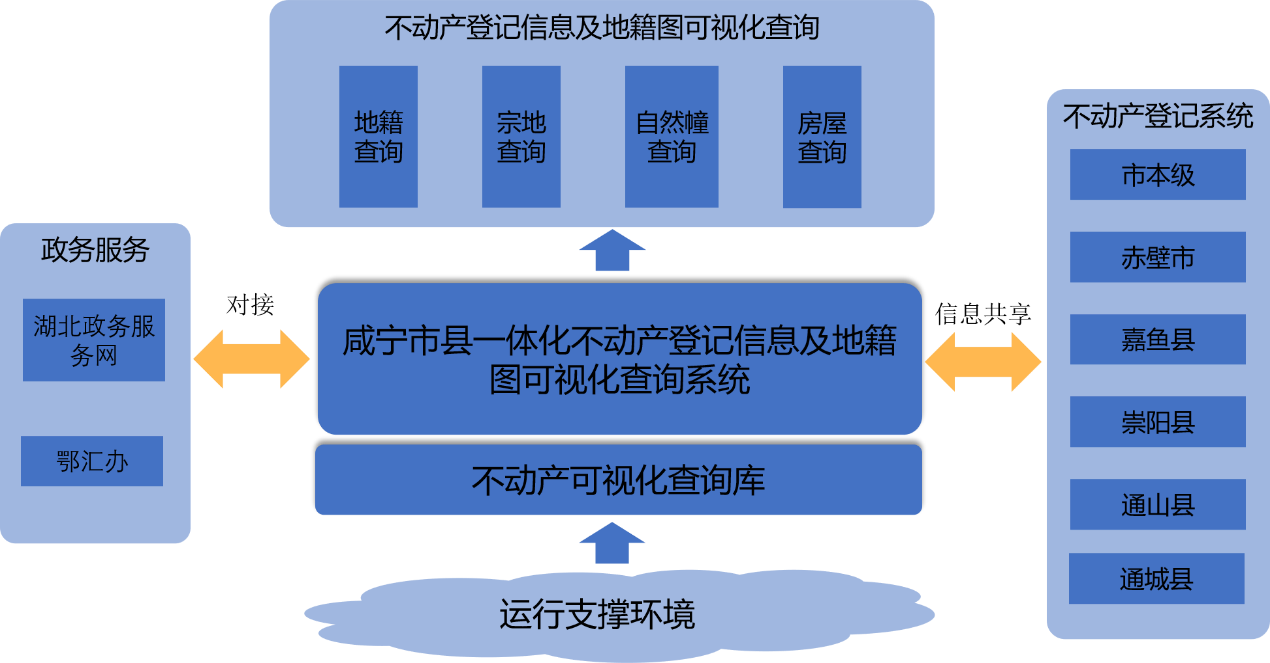 不动产登记信息及地籍图可视化查询
地籍
查询
宗地
查询
自然幢
查询
房屋
查询
政务服务
湖北政务服
务网
鄂汇办
对接
咸宁市县一体化不动产登记信息及地籍
图可视化查询系统
不动产可视化查询库
运行支撑环境
信息共享
不动产登记系统
市本级
赤壁市
嘉鱼县
崇阳县
通山县
通城县